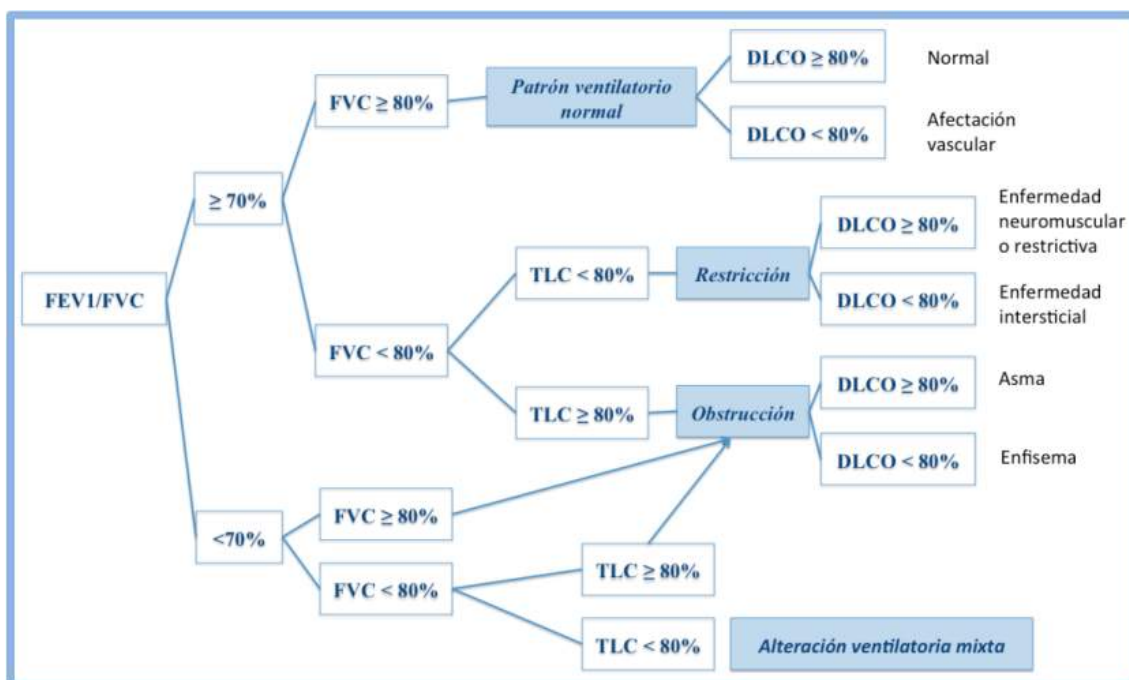 DLCO ≥ 80%
Normal
FVC ≥ 80%
Patrón ventilatorio
normal
DLCO < 80%
Afectación
vascular
≥ 70%
Enfermedad
neuromuscular
o restrictiva
DLCO ≥ 80%
TLC < 80%
Restricción
FEV1/FVC
DLCO < 80%
Enfermedad
intersticial
FVC < 80%
DLCO ≥ 80%
Asma
TLC ≥ 80%
Obstrucción
DLCO < 80%
Enfisema
FVC ≥ 80%
<70%
TLC ≥ 80%
FVC < 80%
TLC < 80%
Alteración ventilatoria mixta